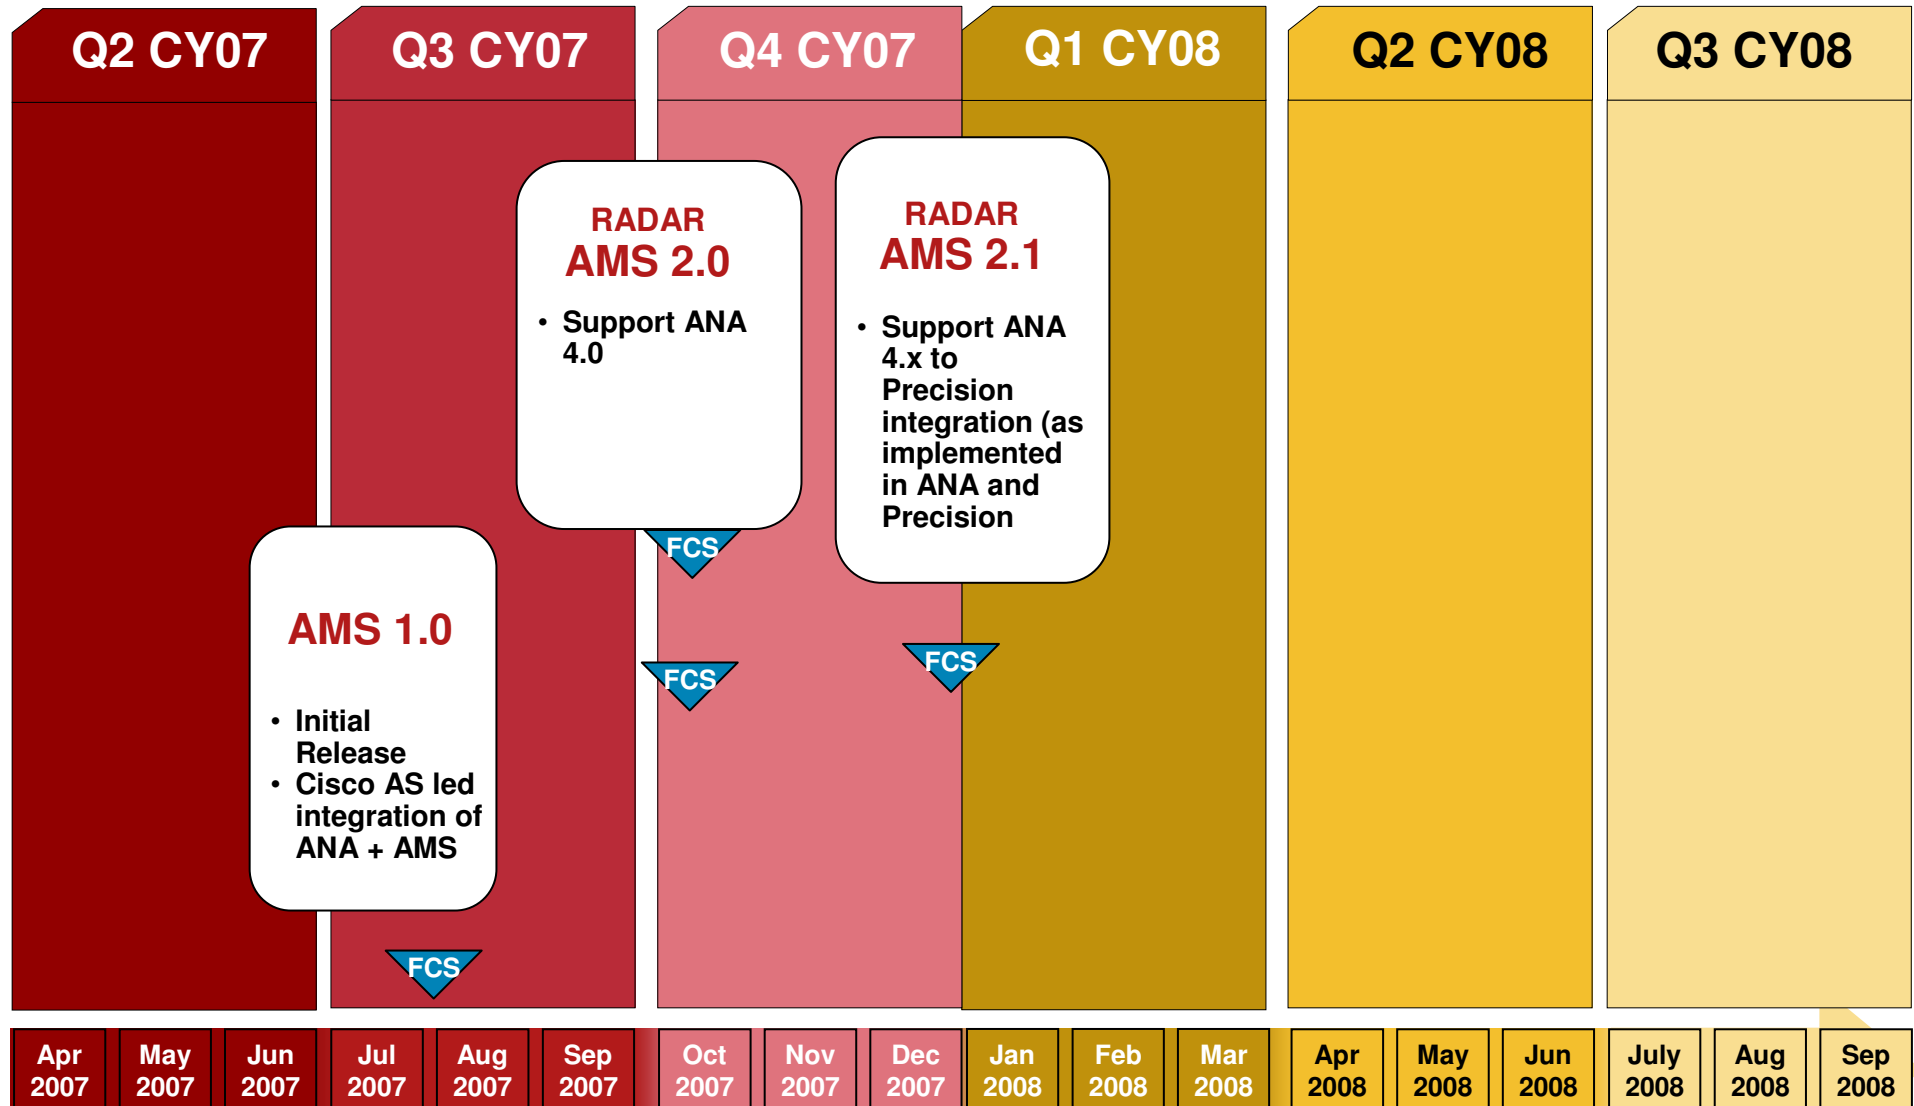 Q2 CY07
Q3 CY07
Q4 CY07
Q1 CY08
Q2 CY08
Q3 CY08
RADAR
AMS 2.0
• Support ANA
4.0
FCS
RADAR
AMS 2.1
• Support ANA
4.x to
Precision
integration (as
implemented
in ANA and
Precision
AMS 1.0
• Initial
Release
• Cisco AS led
integration of
ANA + AMS
FCS
FCS
FCS
Apr
2007
May
2007
Jun
2007
Jul
2007
Aug
2007
Sep
2007
Oct
2007
Nov
2007
Dec
2007
Jan
2008
Feb
2008
Mar
2008
Apr
2008
May
2008
Jun
2008
July
2008
Aug
2008
Sep
2008